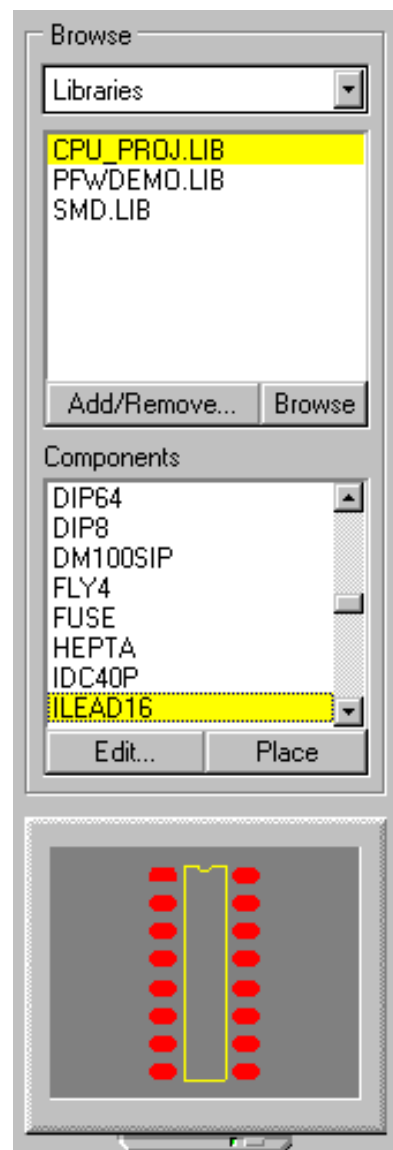 Browse
Libraries
CPU_PROJ.LIB
PFWDEMO.LIB
SMD.LIB
Add/Remove... Browse
Components
DIP64
DIP8
DM100SIP
FLY4
FUSE
HEPTA
IDC40P
ILEAD16
Edit... Place